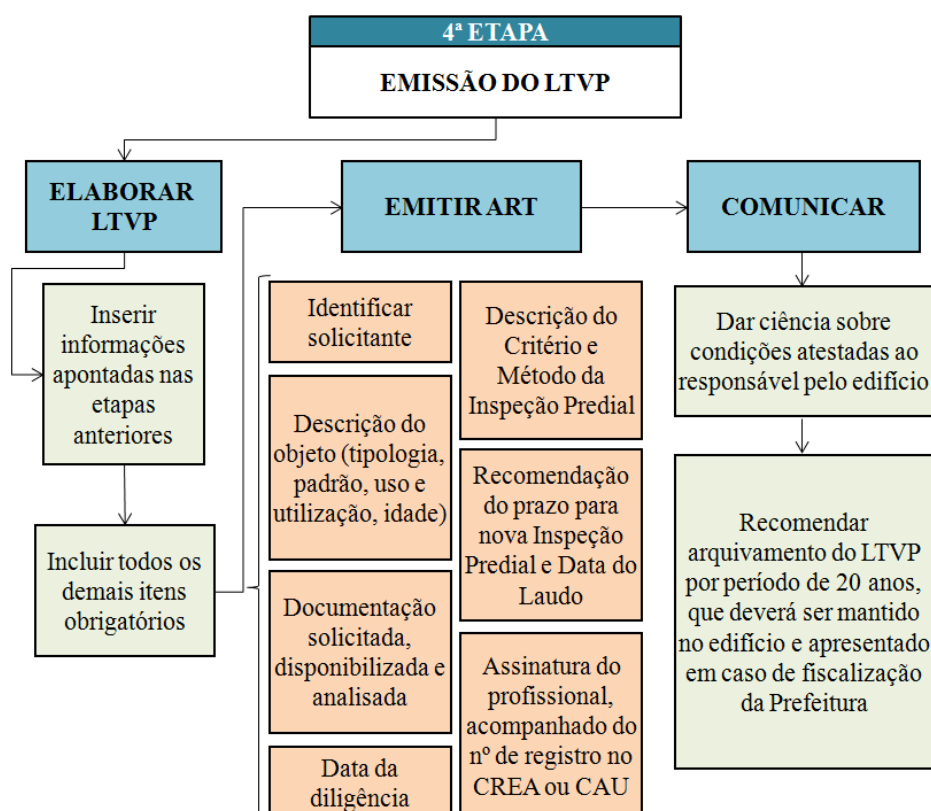 4ª ETAPA
EMISSÃO DO LTVP
ELABORAR
LTVP
EMITIR ART
COMUNICAR
Inserir
informações
apontadas nas
etapas
anteriores
Incluir todos os
demais itens
obrigatórios
Identificar
solicitante
Descrição do
objeto (tipologia,
padrão, uso e
utilização, idade)
Documentação
solicitada,
disponibilizada e
analisada
Data da
diligência
Descrição do
Critério e
Método da
Inspeção Predial
Recomendação
do prazo para
nova Inspeção
Predial e Data do
Laudo
Assinatura do
profissional,
acompanhado do
nº de registro no
CREA ou CAU
Dar ciência sobre
condições atestadas ao
responsável pelo edifício
Recomendar
arquivamento do LTVP
por período de 20 anos,
que deverá ser mantido
no edifício e apresentado
em caso de fiscalização
da Prefeitura